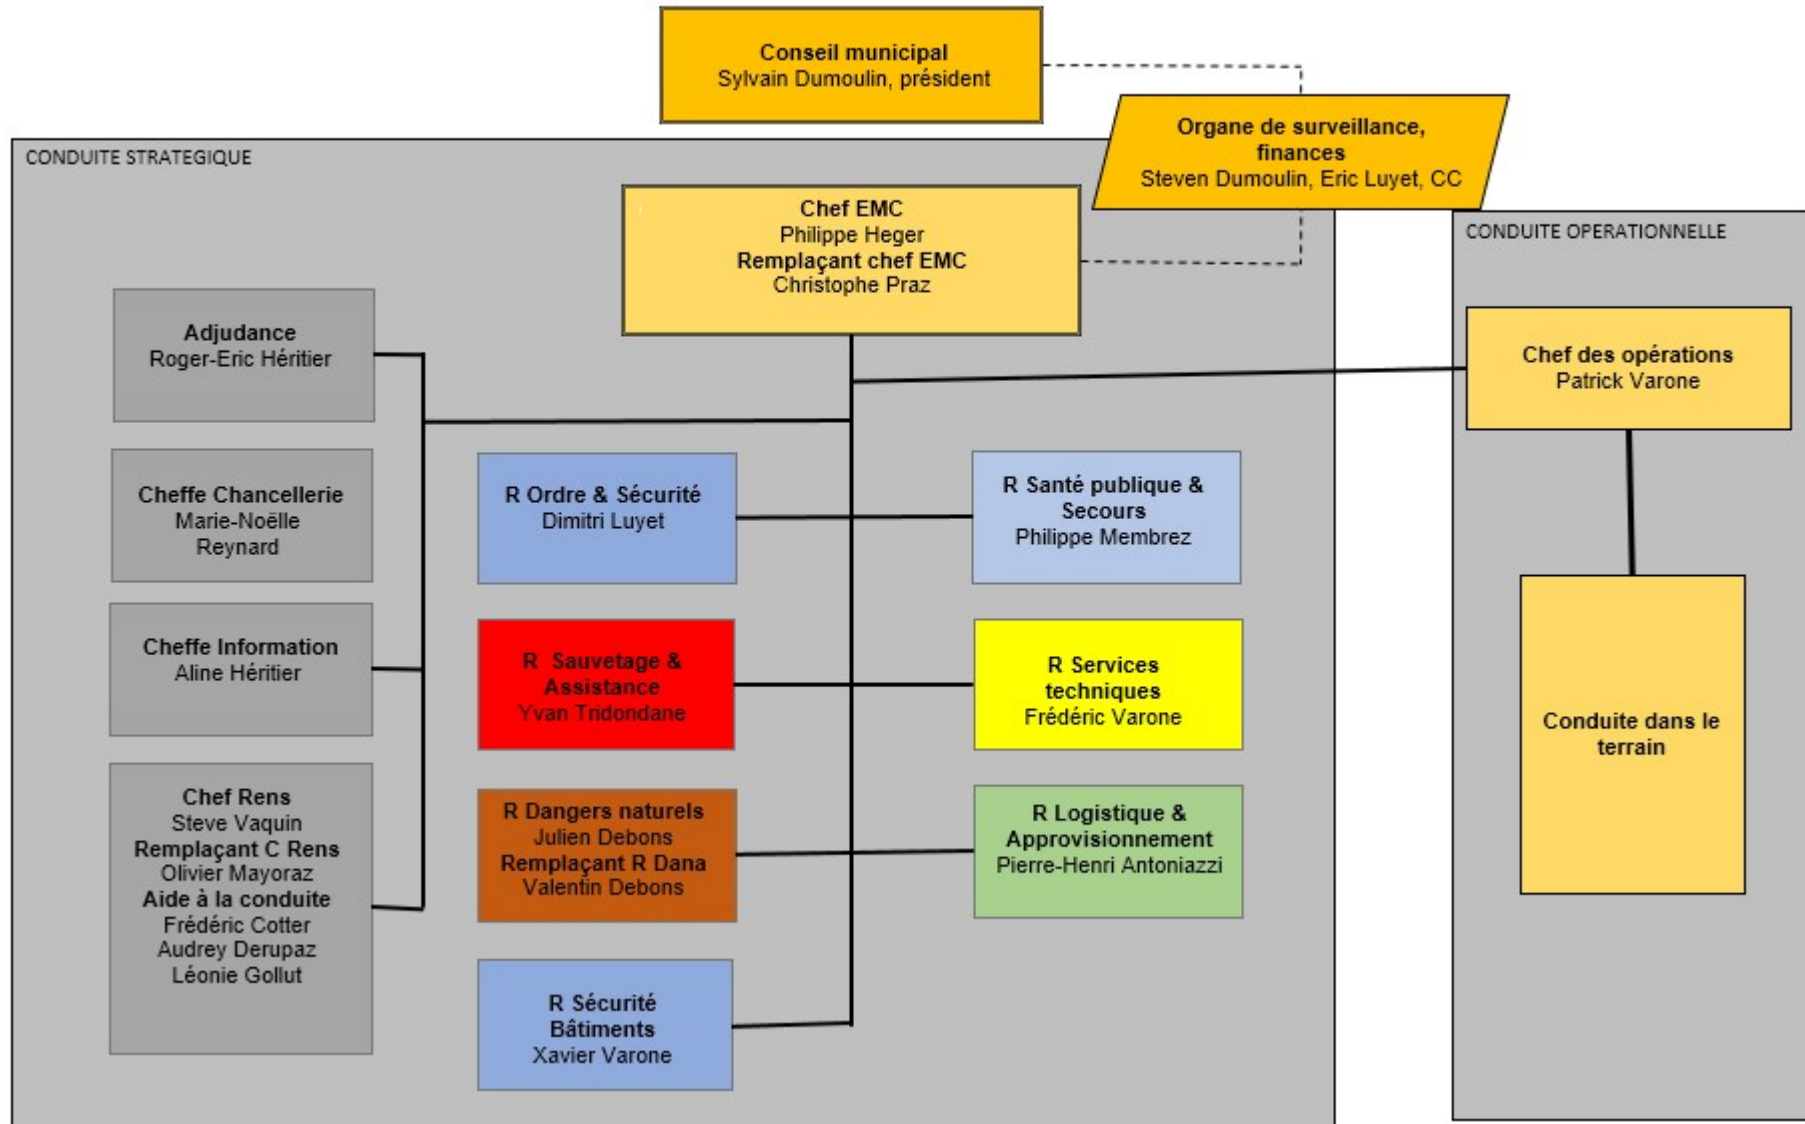 Conseil municipal
Sylvain Dumoulin, président
Organe de surveillance,
finances
Steven Dumoulin, Eric Luyet, CC
CONDUITE STRATEGIQUE
Chef EMC
Philippe Heger
Remplaçant chef EMC
Christophe Praz
CONDUITE OPERATIONNELLE
Adjudance
Roger-Eric Héritier
Chef des opérations
Patrick Varone
Cheffe Chancellerie
Marie-Noëlle
Reynard
R Ordre & Sécurité
Dimitri Luyet
R Santé publique &
Secours
Philippe Membrez
Cheffe Information
Aline Héritier
R Sauvetage &
Assistance
Yvan Tridondane
R Services
techniques
Frédéric Varone
Conduite dans le
terrain
Chef Rens
Steve Vaquin
Remplaçant C Rens
Olivier Mayoraz
Aide à la conduite
Frédéric Cotter
Audrey Derupaz
Léonie Gollut
R Dangers naturels
Julien Debons
Remplaçant R Dana
Valentin Debons
R Logistique &
Approvisionnement
Pierre-Henri Antoniazzi
R Sécurité
Bâtiments
Xavier Varone